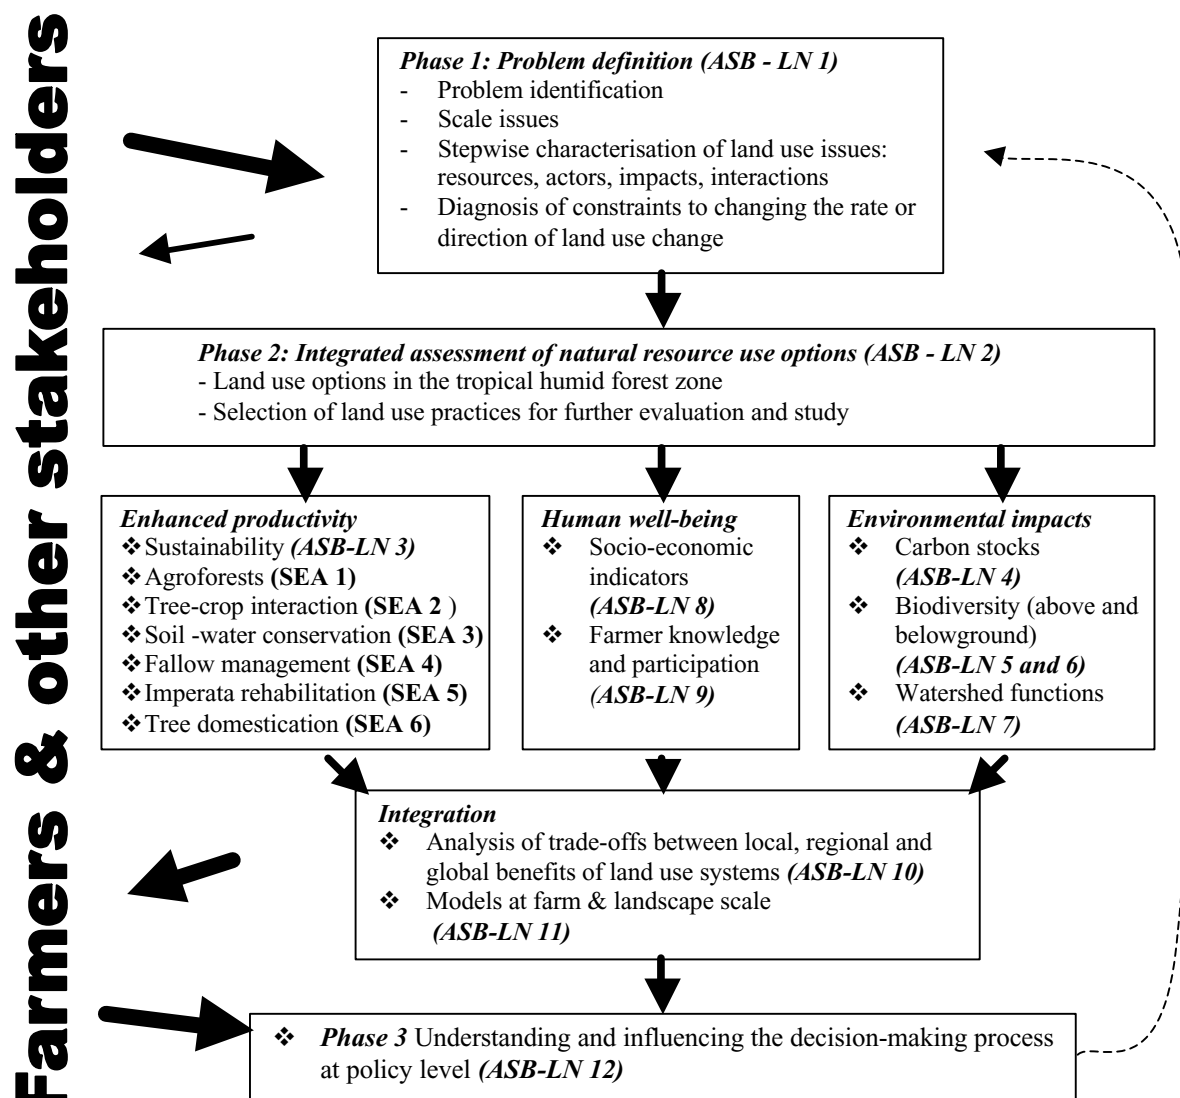 Farmers & other stakeholders
Phase 1: Problem definition (ASB - LN 1)
- Problem identification
- Scale issues
- Stepwise characterisation of land use issues:
resources, actors, impacts, interactions
- Diagnosis of constraints to changing the rate or
direction of land use change
Phase 2: Integrated assessment of natural resource use options (ASB - LN 2)
- Land use options in the tropical humid forest zone
- Selection of land use practices for further evaluation and study
Enhanced productivity
❖Sustainability (ASB-LN 3)
❖Agroforests (SEA 1)
❖Tree-crop interaction (SEA 2 )
❖Soil -water conservation (SEA 3)
❖Fallow management (SEA 4)
❖Imperata rehabilitation (SEA 5)
❖Tree domestication (SEA 6)
Human well-being
❖ Socio-economic
indicators
(ASB-LN 8)
❖ Farmer knowledge
and participation
(ASB-LN 9)
Environmental impacts
❖ Carbon stocks
(ASB-LN 4)
❖ Biodiversity (above and
belowground)
(ASB-LN 5 and 6)
❖ Watershed functions
(ASB-LN 7)
Integration
❖ Analysis of trade-offs between local, regional and
global benefits of land use systems (ASB-LN 10)
❖ Models at farm & landscape scale
(ASB-LN 11)
❖ Phase 3 Understanding and influencing the decision-making process
at policy level (ASB-LN 12)